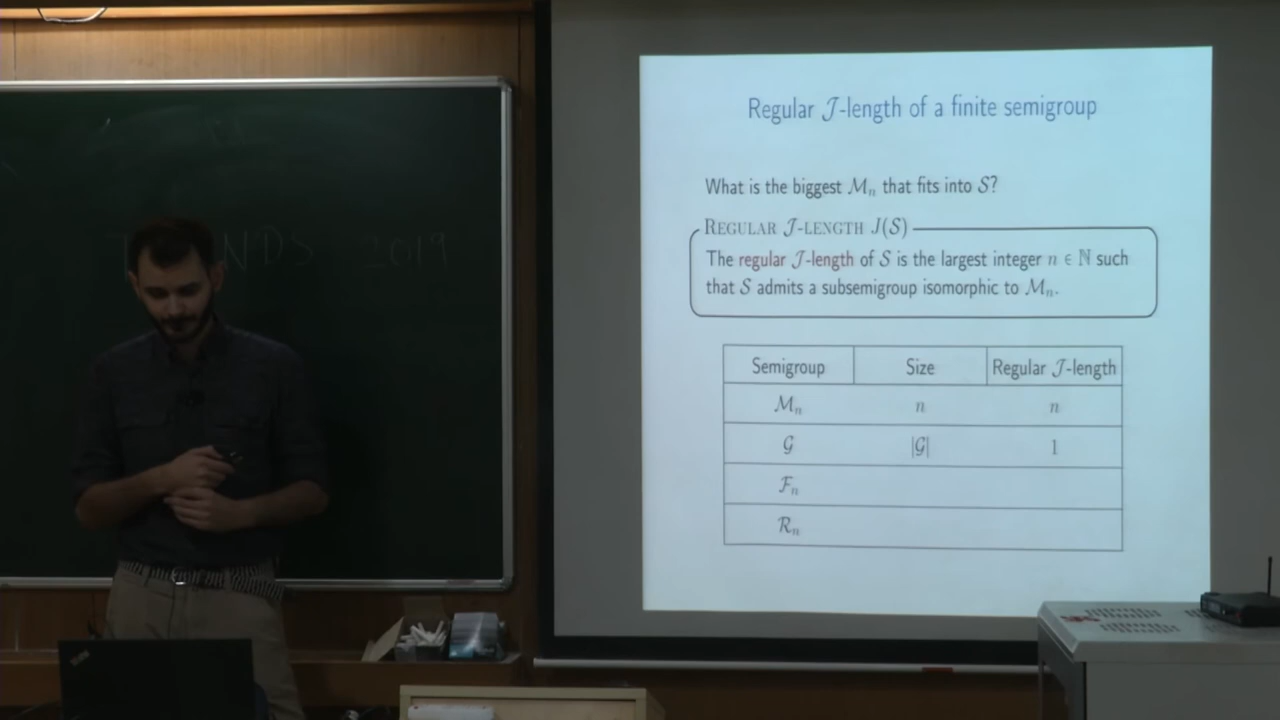 2019
Regular 𝒥-length of a finite semigroup
What is the biggest ℳₙ that fits into 𝒮?
REGULAR 𝒥-LENGTH J(𝒮)
The regular 𝒥-length of 𝒮 is the largest integer n ∈ ℕ such
that 𝒮 admits a subsemigroup isomorphic to ℳₙ.
Semigroup Size Regular 𝒥-length
ℳₙ n n
𝒢 |𝒢| 1
ℱₙ
ℛₙ